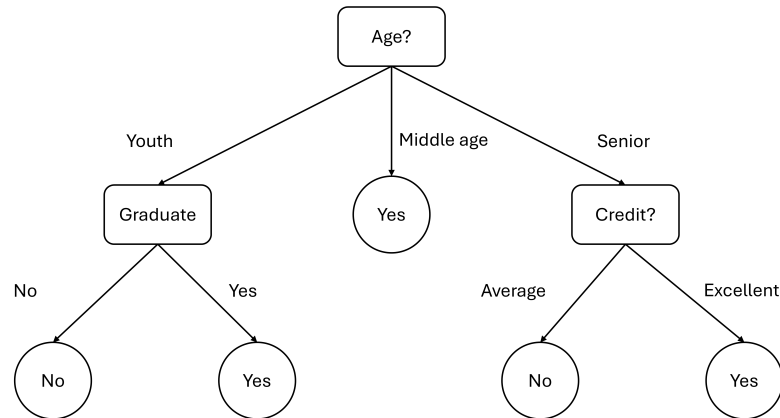 Age?
Youth
Middle age
Senior
Graduate
Yes
Credit?
No
Yes
Average
Excellent
No
Yes
No
Yes